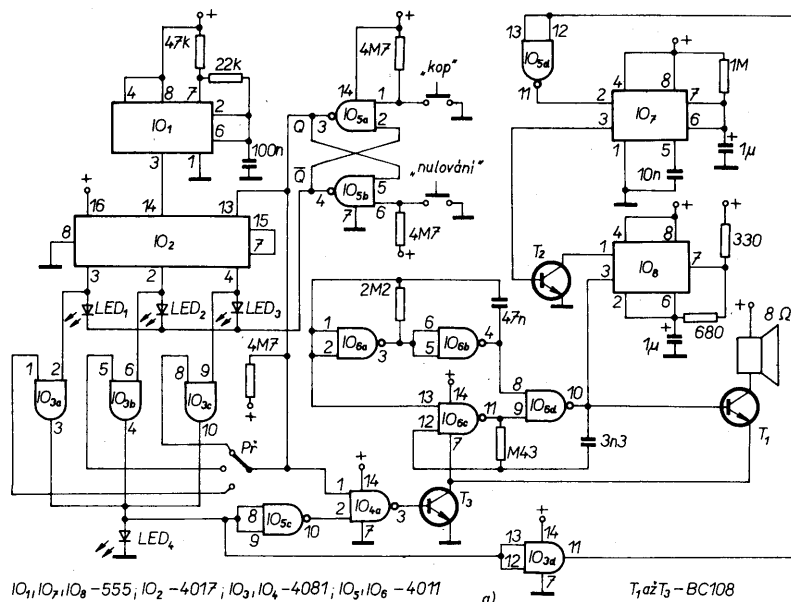 +
47k
22k
4 8 7
IO1
2
6
100n
3 1
+
16
14
13
8
IO2
15
7
3 2 4
LED1
LED2
LED3
+
4M7
14
„kop“
1
3
IO5a
2
Q
Q̅
5
4
IO5b
6
7
„nulování“
4M7
+
13 12
IO5d
11
+
4 8
1M
2
3
IO7
7
6
+
1µ
1 5
10n
+
4 8
330
T2
1
3
IO8
7
2 6
680
+
1µ
+
8 Ω
T1
2M2
47n
1
2
IO6a
3
6
5
IO6b
4
+
14
13
12
IO6c
11
7
8
9
IO6d
10
M43
3n3
1 2
IO3a
3
5 6
IO3b
4
8 9
IO3c
10
4M7
+
Př
LED4
8
9
IO5c
10
+
14
1
2
IO4a
3
7
T3
+
14
13
12
IO3d
11
7
IO1, IO7, IO8 – 555; IO2 – 4017; IO3, IO4 – 4081; IO5, IO6 – 4011
a)
T1 až T3 – BC108